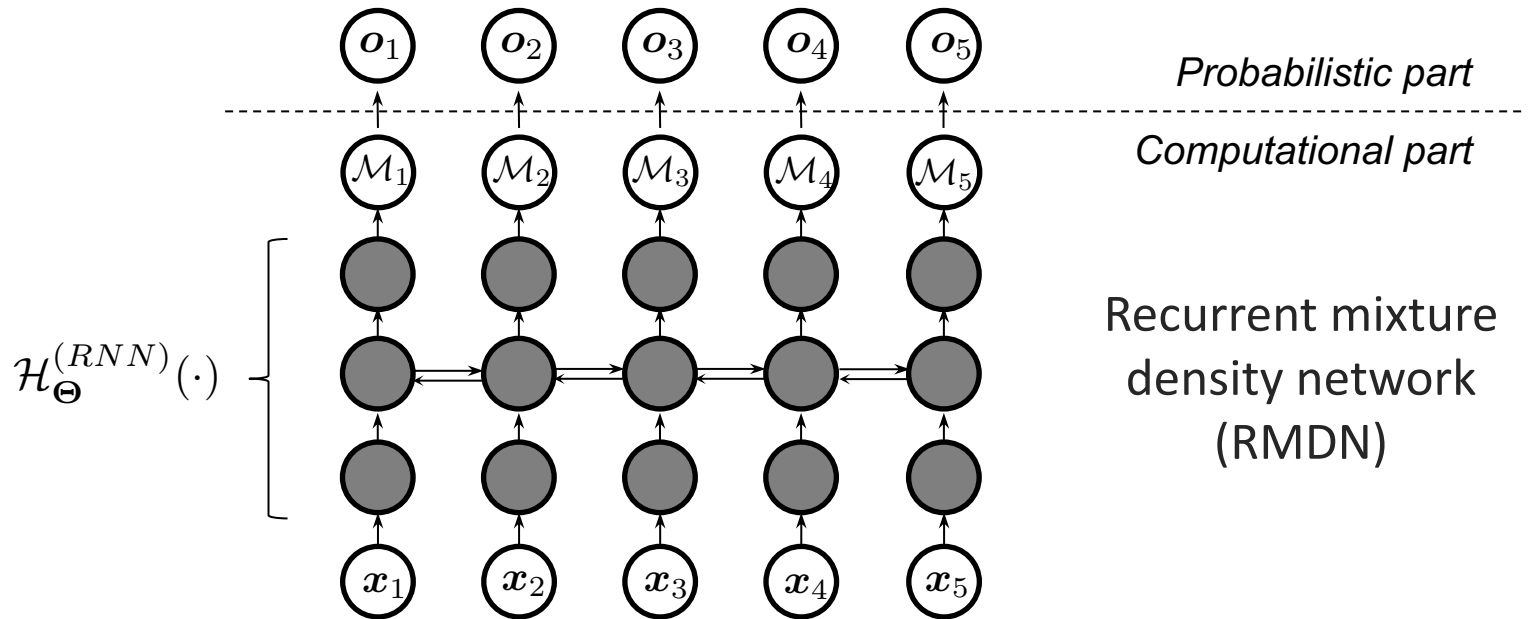 𝒐₁ 𝒐₂ 𝒐₃ 𝒐₄ 𝒐₅
Probabilistic part
Computational part
ℳ₁ ℳ₂ ℳ₃ ℳ₄ ℳ₅
ℋ_𝚯^{(RNN)}(·)
Recurrent mixture
density network
(RMDN)
𝒙₁ 𝒙₂ 𝒙₃ 𝒙₄ 𝒙₅